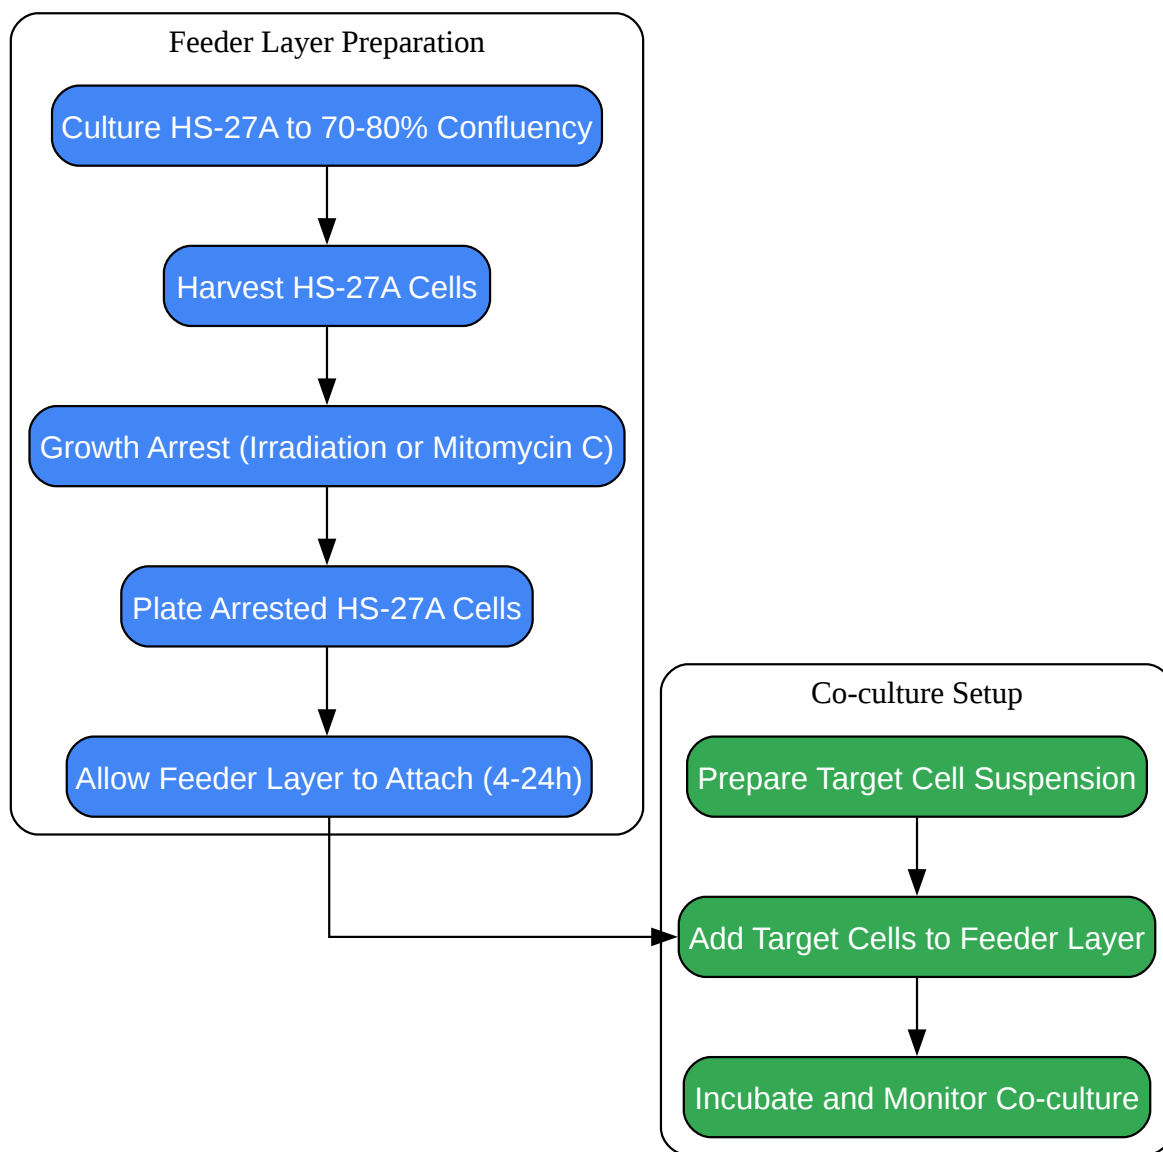 Feeder Layer Preparation
Culture HS-27A to 70-80% Confluency
Harvest HS-27A Cells
Growth Arrest (Irradiation or Mitomycin C)
Plate Arrested HS-27A Cells
Allow Feeder Layer to Attach (4-24h)
Co-culture Setup
Prepare Target Cell Suspension
Add Target Cells to Feeder Layer
Incubate and Monitor Co-culture